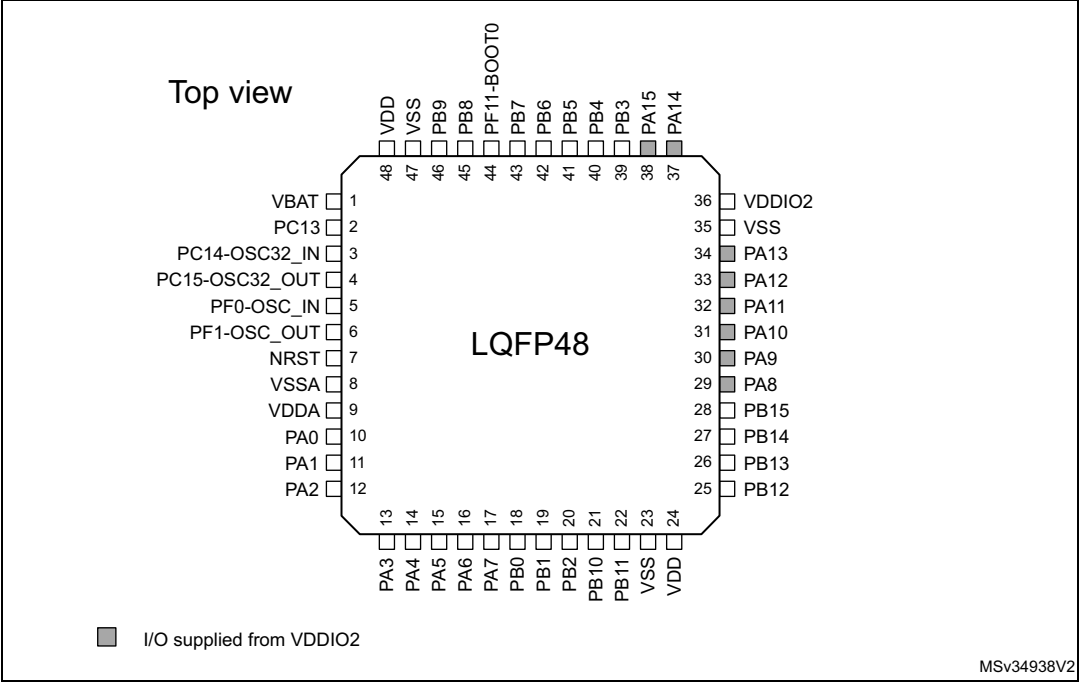 Top view
PF11-BOOT0
VDD
VSS
PB9
PB8
PB7
PB6
PB5
PB4
PB3
PA15
PA14
48
47
46
45
44
43
42
41
40
39
38
37
VBAT 1
PC13 2
PC14-OSC32_IN 3
PC15-OSC32_OUT 4
PF0-OSC_IN 5
PF1-OSC_OUT 6
NRST 7
VSSA 8
VDDA 9
PA0 10
PA1 11
PA2 12
LQFP48
36 VDDIO2
35 VSS
34 PA13
33 PA12
32 PA11
31 PA10
30 PA9
29 PA8
28 PB15
27 PB14
26 PB13
25 PB12
13
14
15
16
17
18
19
20
21
22
23
24
PA3
PA4
PA5
PA6
PA7
PB0
PB1
PB2
PB10
PB11
VSS
VDD
I/O supplied from VDDIO2
MSv34938V2